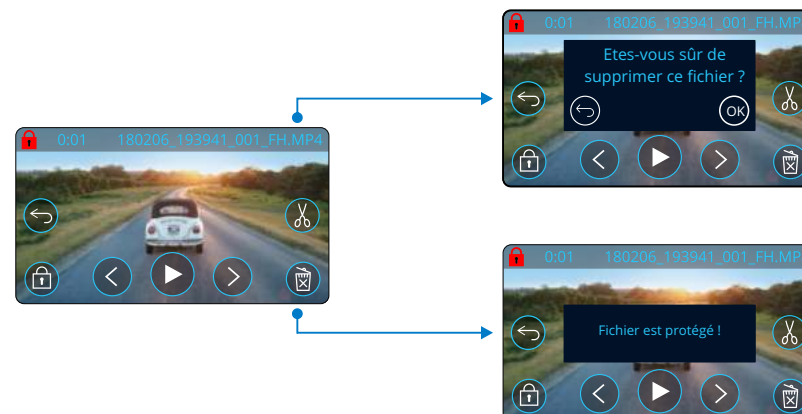 0:01 180206_193941_001_FH.MP4
0:01 180206_193941_001_FH.MP
Etes-vous sûr de
supprimer ce fichier ?
OK
0:01 180206_193941_001_FH.MP
Fichier est protégé !